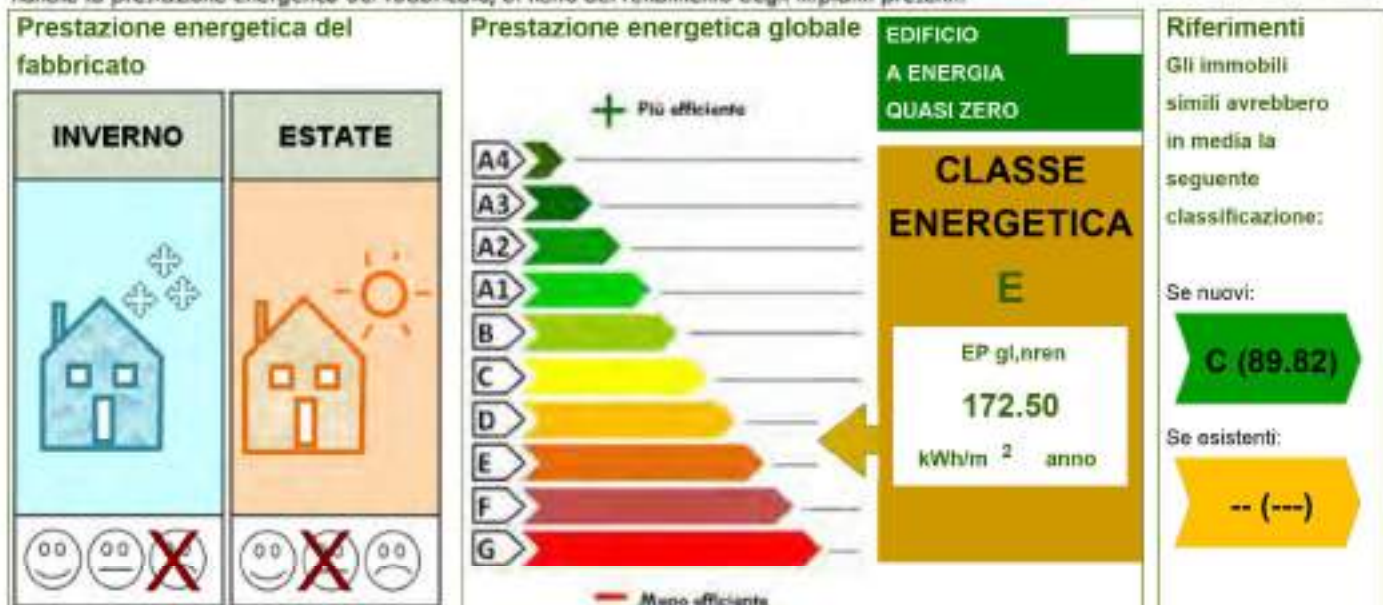 Prestazione energetica del
fabbricato
INVERNO
ESTATE
Prestazione energetica globale
Più efficiente
A4
A3
A2
A1
B
C
D
E
F
G
Meno efficiente
EDIFICIO
A ENERGIA
QUASI ZERO
CLASSE
ENERGETICA
E
EP gl,nren
172.50
kWh/m 2 anno
Riferimenti
Gli immobili
simili avrebbero
in media la
seguente
classificazione:
Se nuovi:
C (89.82)
Se esistenti:
-- (---)